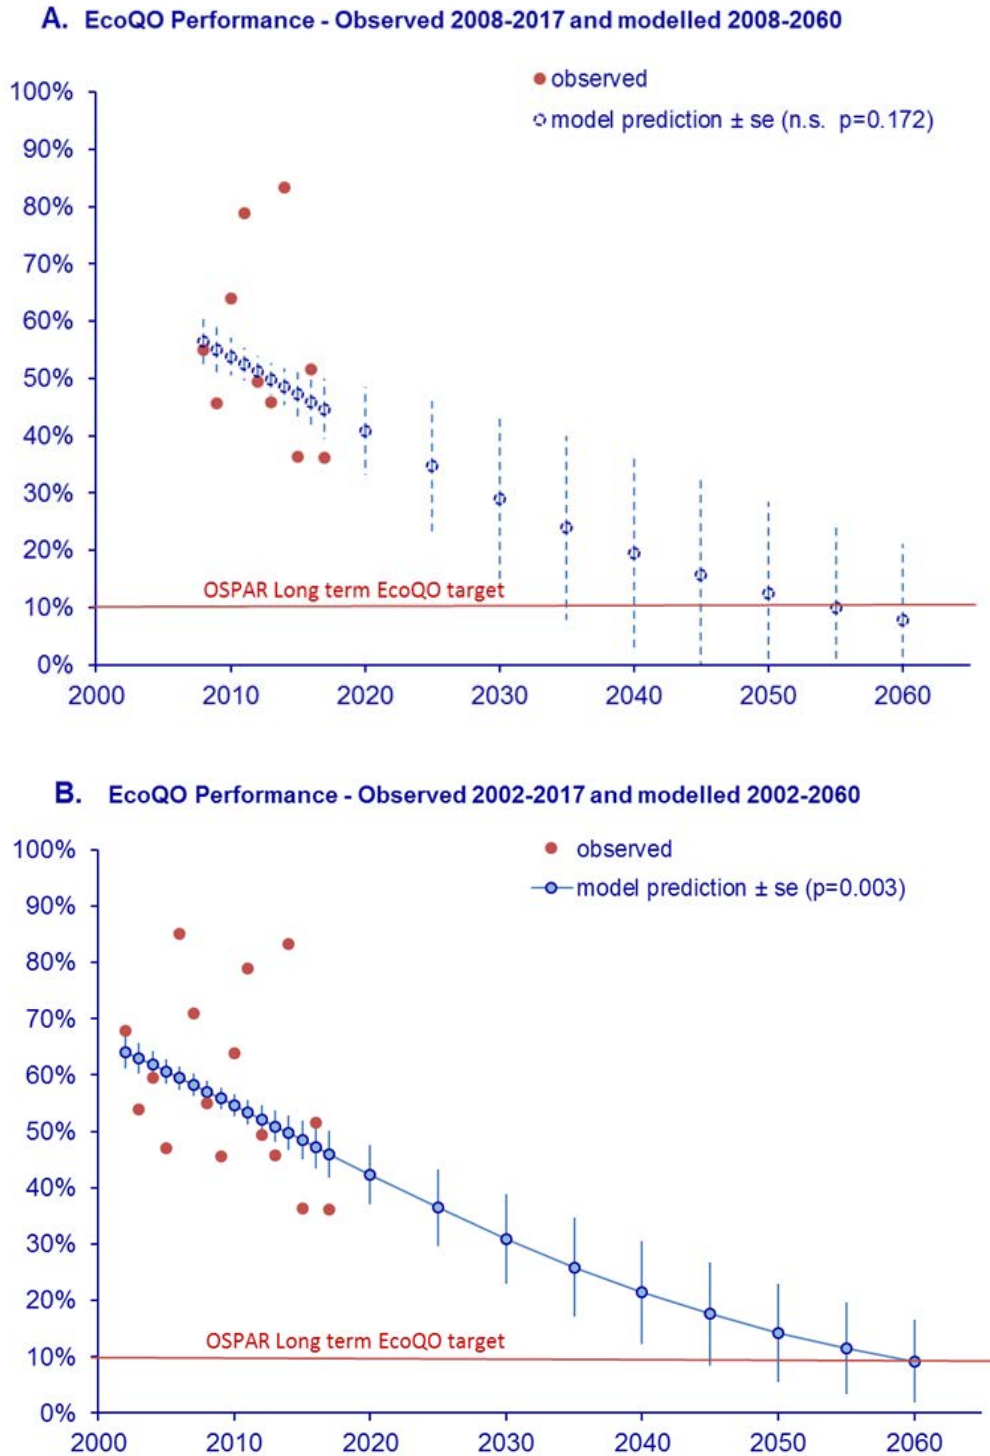 A. EcoQO Performance - Observed 2008-2017 and modelled 2008-2060
observed
model prediction ± se (n.s. p=0.172)
100%
90%
80%
70%
60%
50%
40%
30%
20%
10%
0%
OSPAR Long term EcoQO target
2000 2010 2020 2030 2040 2050 2060
B. EcoQO Performance - Observed 2002-2017 and modelled 2002-2060
observed
model prediction ± se (p=0.003)
100%
90%
80%
70%
60%
50%
40%
30%
20%
10%
0%
OSPAR Long term EcoQO target
2000 2010 2020 2030 2040 2050 2060